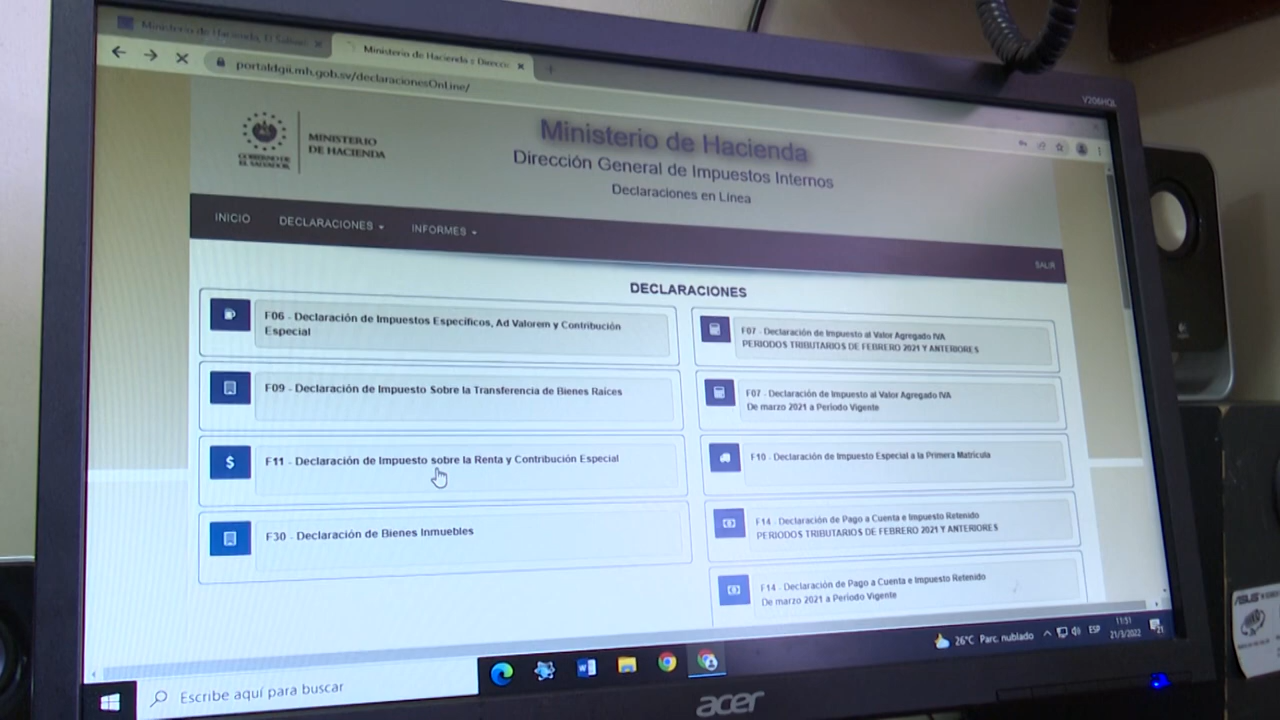 Ministerio de Hacienda, El Salvad
Ministerio de Hacienda :: Direcció
portaldgii.mh.gob.sv/declaracionesOnLine/
V206HQL
GOBIERNO DE
EL SALVADOR
MINISTERIO
DE HACIENDA
Ministerio de Hacienda
Dirección General de Impuestos Internos
Declaraciones en Línea
INICIO
DECLARACIONES
INFORMES
SALIR
DECLARACIONES
F06 - Declaración de Impuestos Específicos, Ad Valorem y Contribución
Especial
F09 - Declaración de Impuesto Sobre la Transferencia de Bienes Raíces
F11 - Declaración de Impuesto sobre la Renta y Contribución Especial
F30 - Declaración de Bienes Inmuebles
F07 - Declaración de Impuesto al Valor Agregado IVA
PERIODOS TRIBUTARIOS DE FEBRERO 2021 Y ANTERIORES
F07 - Declaración de Impuesto al Valor Agregado IVA
De marzo 2021 a Periodo Vigente
F10 - Declaración de Impuesto Especial a la Primera Matrícula
F14 - Declaración de Pago a Cuenta e Impuesto Retenido
PERIODOS TRIBUTARIOS DE FEBRERO 2021 Y ANTERIORES
F14 - Declaración de Pago a Cuenta e Impuesto Retenido
De marzo 2021 a Periodo Vigente
Escribe aquí para buscar
26°C Parc. nublado
ESP
11:51
21/3/2022
21
acer
logitech
ASUS